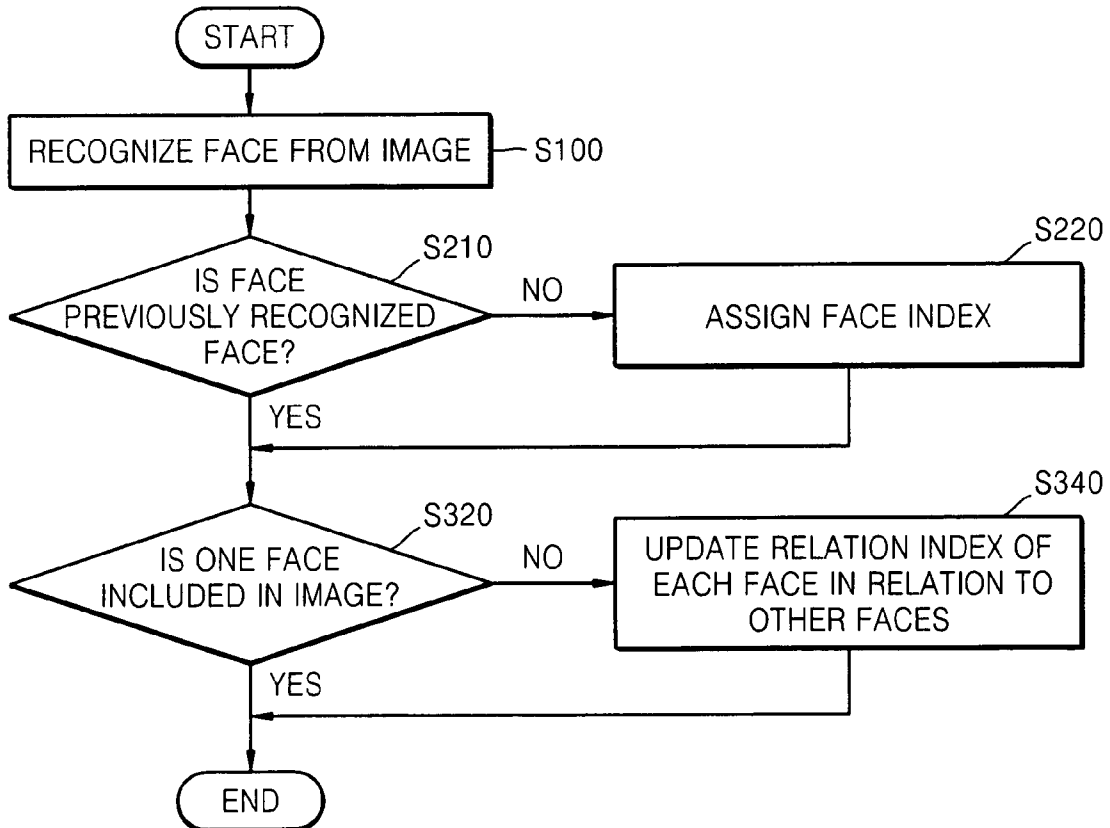 START
RECOGNIZE FACE FROM IMAGE
S100
S210
IS FACE
PREVIOUSLY RECOGNIZED
FACE?
NO
S220
ASSIGN FACE INDEX
YES
S320
IS ONE FACE
INCLUDED IN IMAGE?
NO
S340
UPDATE RELATION INDEX OF
EACH FACE IN RELATION TO
OTHER FACES
YES
END